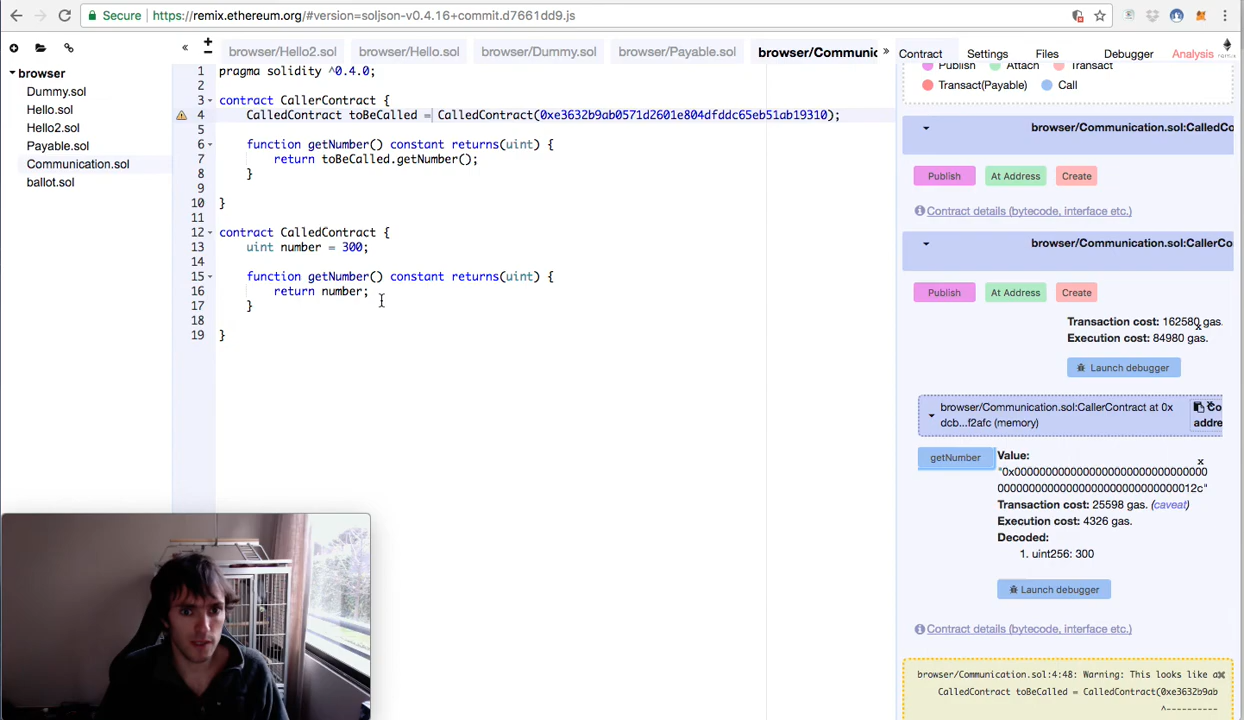 Secure https://remix.ethereum.org/#version=soljson-v0.4.16+commit.d7661dd9.js
browser/Hello2.sol browser/Hello.sol browser/Dummy.sol browser/Payable.sol browser/Communic » Contract Settings Files Debugger Analysis
« + -
browser
Dummy.sol
Hello.sol
Hello2.sol
Payable.sol
Communication.sol
ballot.sol
1 pragma solidity ^0.4.0;
2
3 contract CallerContract {
4 CalledContract toBeCalled = CalledContract(0xe3632b9ab0571d2601e804dfddc65eb51ab19310);
5
6 function getNumber() constant returns(uint) {
7 return toBeCalled.getNumber();
8 }
9
10 }
11
12 contract CalledContract {
13 uint number = 300;
14
15 function getNumber() constant returns(uint) {
16 return number;
17 }
18
19 }
Publish Attach Transact
Transact(Payable) Call
browser/Communication.sol:CalledCo
Publish At Address Create
Contract details (bytecode, interface etc.)
browser/Communication.sol:CallerCo
Publish At Address Create
Transaction cost: 162580 gas.
Execution cost: 84980 gas.
Launch debugger
browser/Communication.sol:CallerContract at 0x
dcb...f2afc (memory)
Co
addre
getNumber
Value:
Transaction cost: 25598 gas. (caveat)
Execution cost: 4326 gas.
Decoded:
1. uint256: 300
Launch debugger
Contract details (bytecode, interface etc.)
browser/Communication.sol:4:48: Warning: This looks like a
CalledContract toBeCalled = CalledContract(0xe3632b9ab
^----------